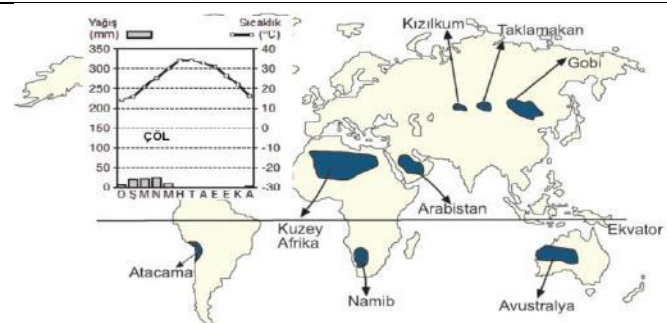 Yağış
(mm)
Sıcaklık
(°C)
350
300
250
200
150
100
50
0
40
30
20
10
0
-10
-20
-30
ÇÖL
O Ş M N M H T A E E K A
Kızılkum
Taklamakan
Gobi
Kuzey
Afrika
Arabistan
Ekvator
Atacama
Namib
Avustralya